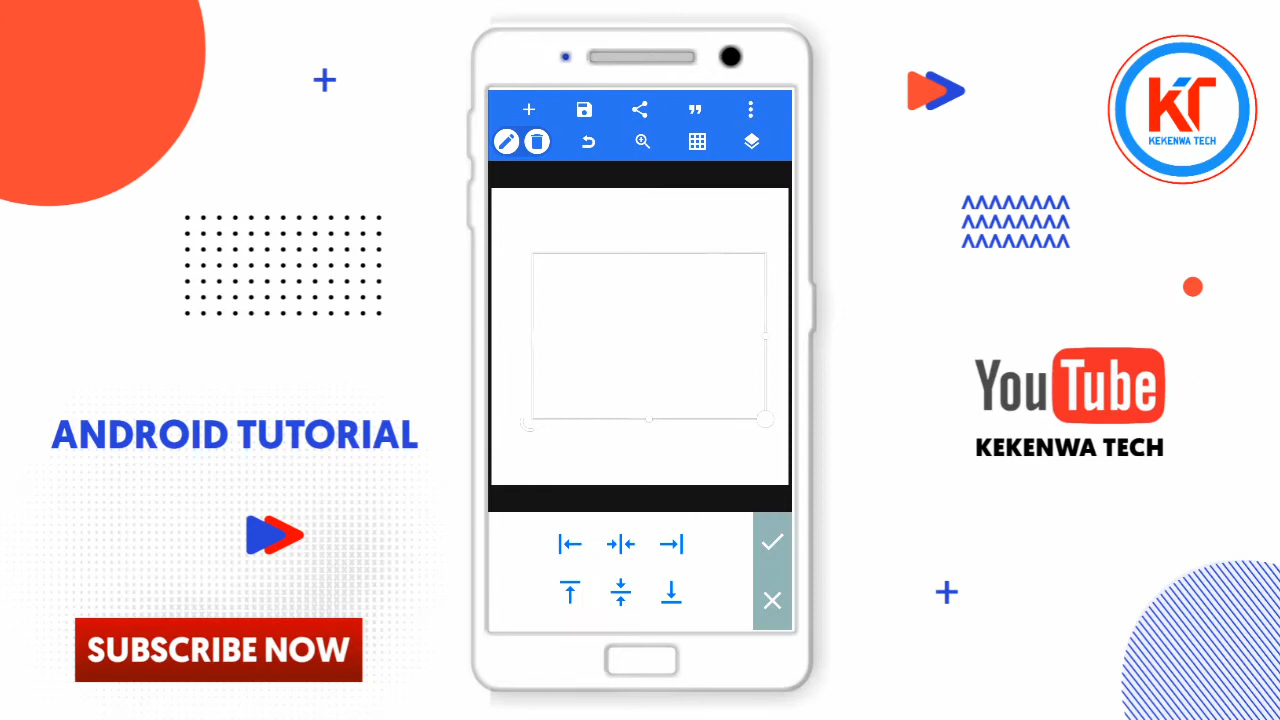 KT
KEKENWA TECH
YouTube
KEKENWA TECH
ANDROID TUTORIAL
SUBSCRIBE NOW